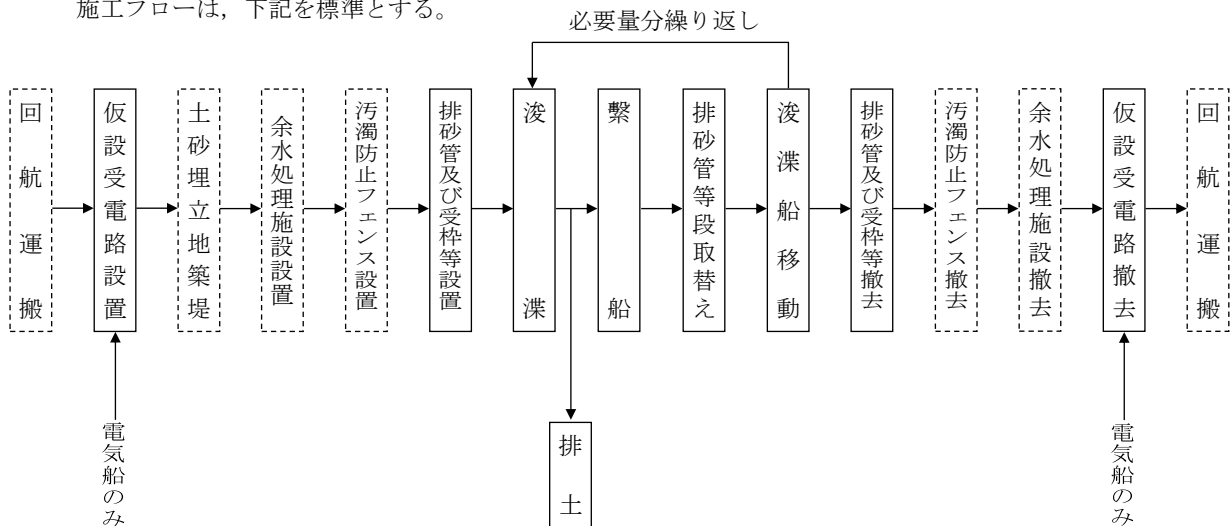 施工フローは，下記を標準とする。
必要量分繰り返し
回航運搬
仮設受電路設置
土砂埋立地築堤
余水処理施設設置
汚濁防止フェンス設置
排砂管及び受枠等設置
浚渫
繫船
排砂管等段取替え
浚渫船移動
排砂管及び受枠等撤去
汚濁防止フェンス撤去
余水処理施設撤去
仮設受電路撤去
回航運搬
電気船のみ
排土
電気船のみ